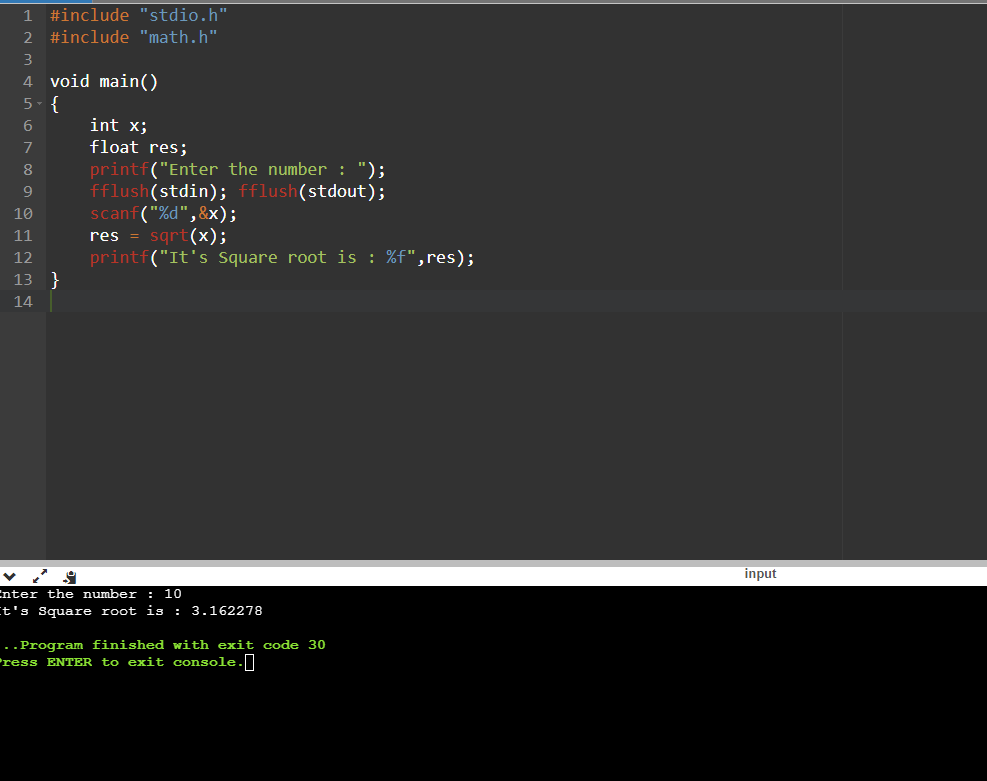 1 #include "stdio.h"
2 #include "math.h"
3
4 void main()
5 {
6     int x;
7     float res;
8     printf("Enter the number : ");
9     fflush(stdin); fflush(stdout);
10     scanf("%d",&x);
11     res = sqrt(x);
12     printf("It's Square root is : %f",res);
13 }
14
input
Enter the number : 10
It's Square root is : 3.162278
...Program finished with exit code 30
Press ENTER to exit console.